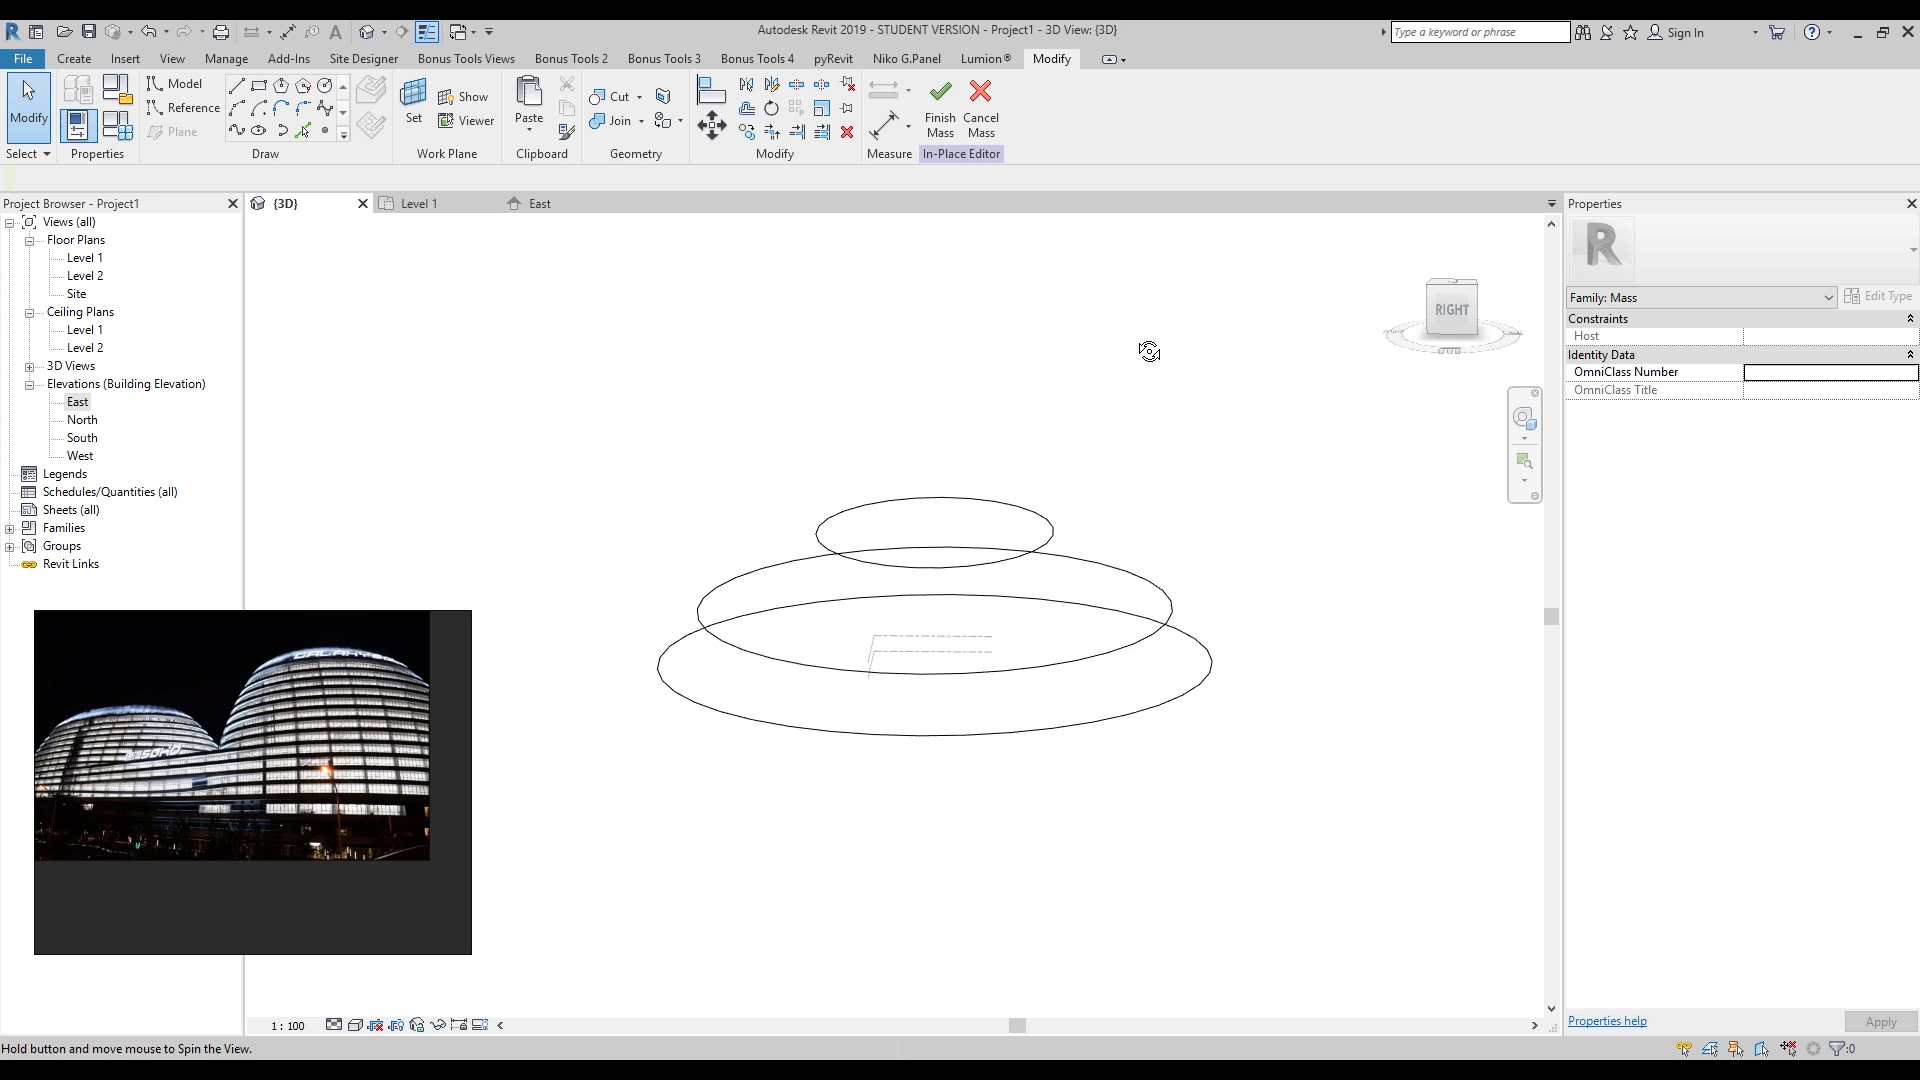 Autodesk Revit 2019 - STUDENT VERSION - Project1 - 3D View: {3D}
Type a keyword or phrase
Sign In
File
Create
Insert
View
Manage
Add-Ins
Site Designer
Bonus Tools Views
Bonus Tools 2
Bonus Tools 3
Bonus Tools 4
pyRevit
Niko G.Panel
Lumion®
Modify
Modify
Select
Properties
Model
Reference
Plane
Draw
Set
Show
Viewer
Work Plane
Paste
Clipboard
Cut
Join
Geometry
Modify
Measure
Finish Mass
Cancel Mass
In-Place Editor
Project Browser - Project1
{3D}
Level 1
East
Properties
Views (all)
Floor Plans
Level 1
Level 2
Site
Ceiling Plans
Level 1
Level 2
3D Views
Elevations (Building Elevation)
East
North
South
West
Legends
Schedules/Quantities (all)
Sheets (all)
Families
Groups
Revit Links
RIGHT
R
Family: Mass
Edit Type
Constraints
Host
Identity Data
OmniClass Number
OmniClass Title
SOHO
1 : 100
Properties help
Apply
Hold button and move mouse to Spin the View.
:0